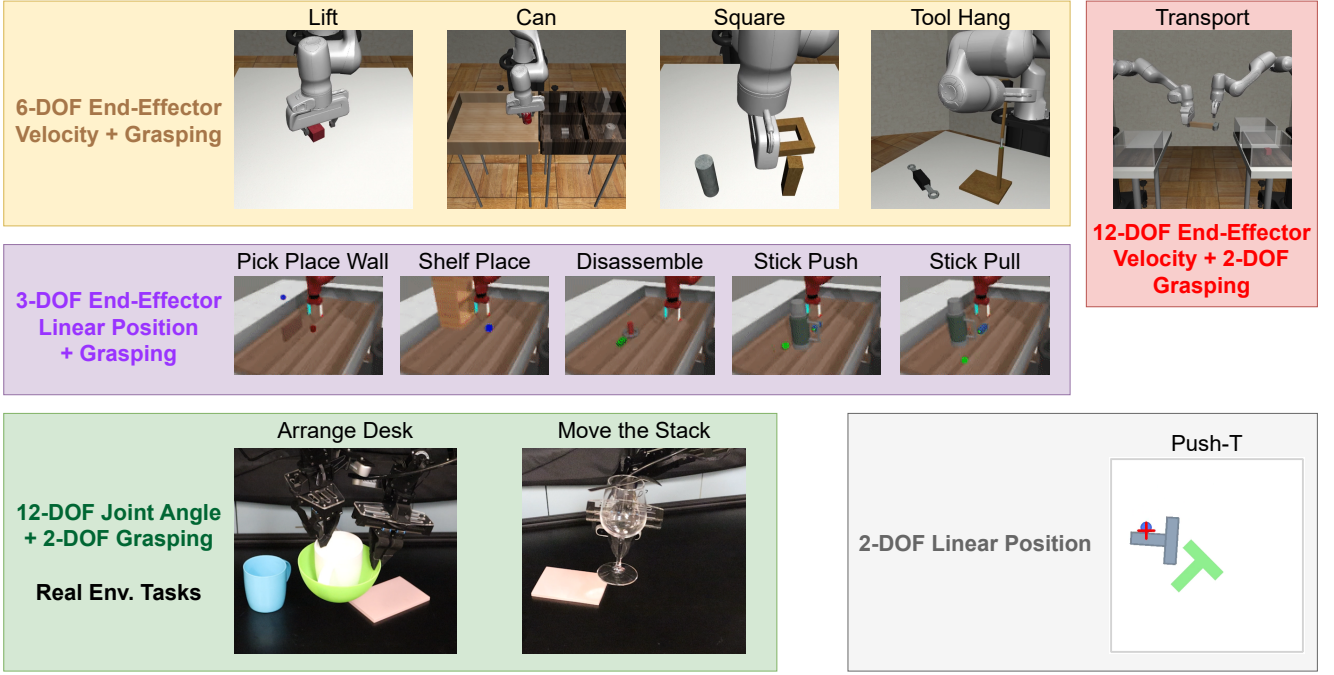 Lift
Can
Square
Tool Hang
6-DOF End-Effector
Velocity + Grasping
Transport
12-DOF End-Effector
Velocity + 2-DOF
Grasping
Pick Place Wall
Shelf Place
Disassemble
Stick Push
Stick Pull
3-DOF End-Effector
Linear Position
+ Grasping
Arrange Desk
Move the Stack
12-DOF Joint Angle
+ 2-DOF Grasping
Real Env. Tasks
Push-T
2-DOF Linear Position